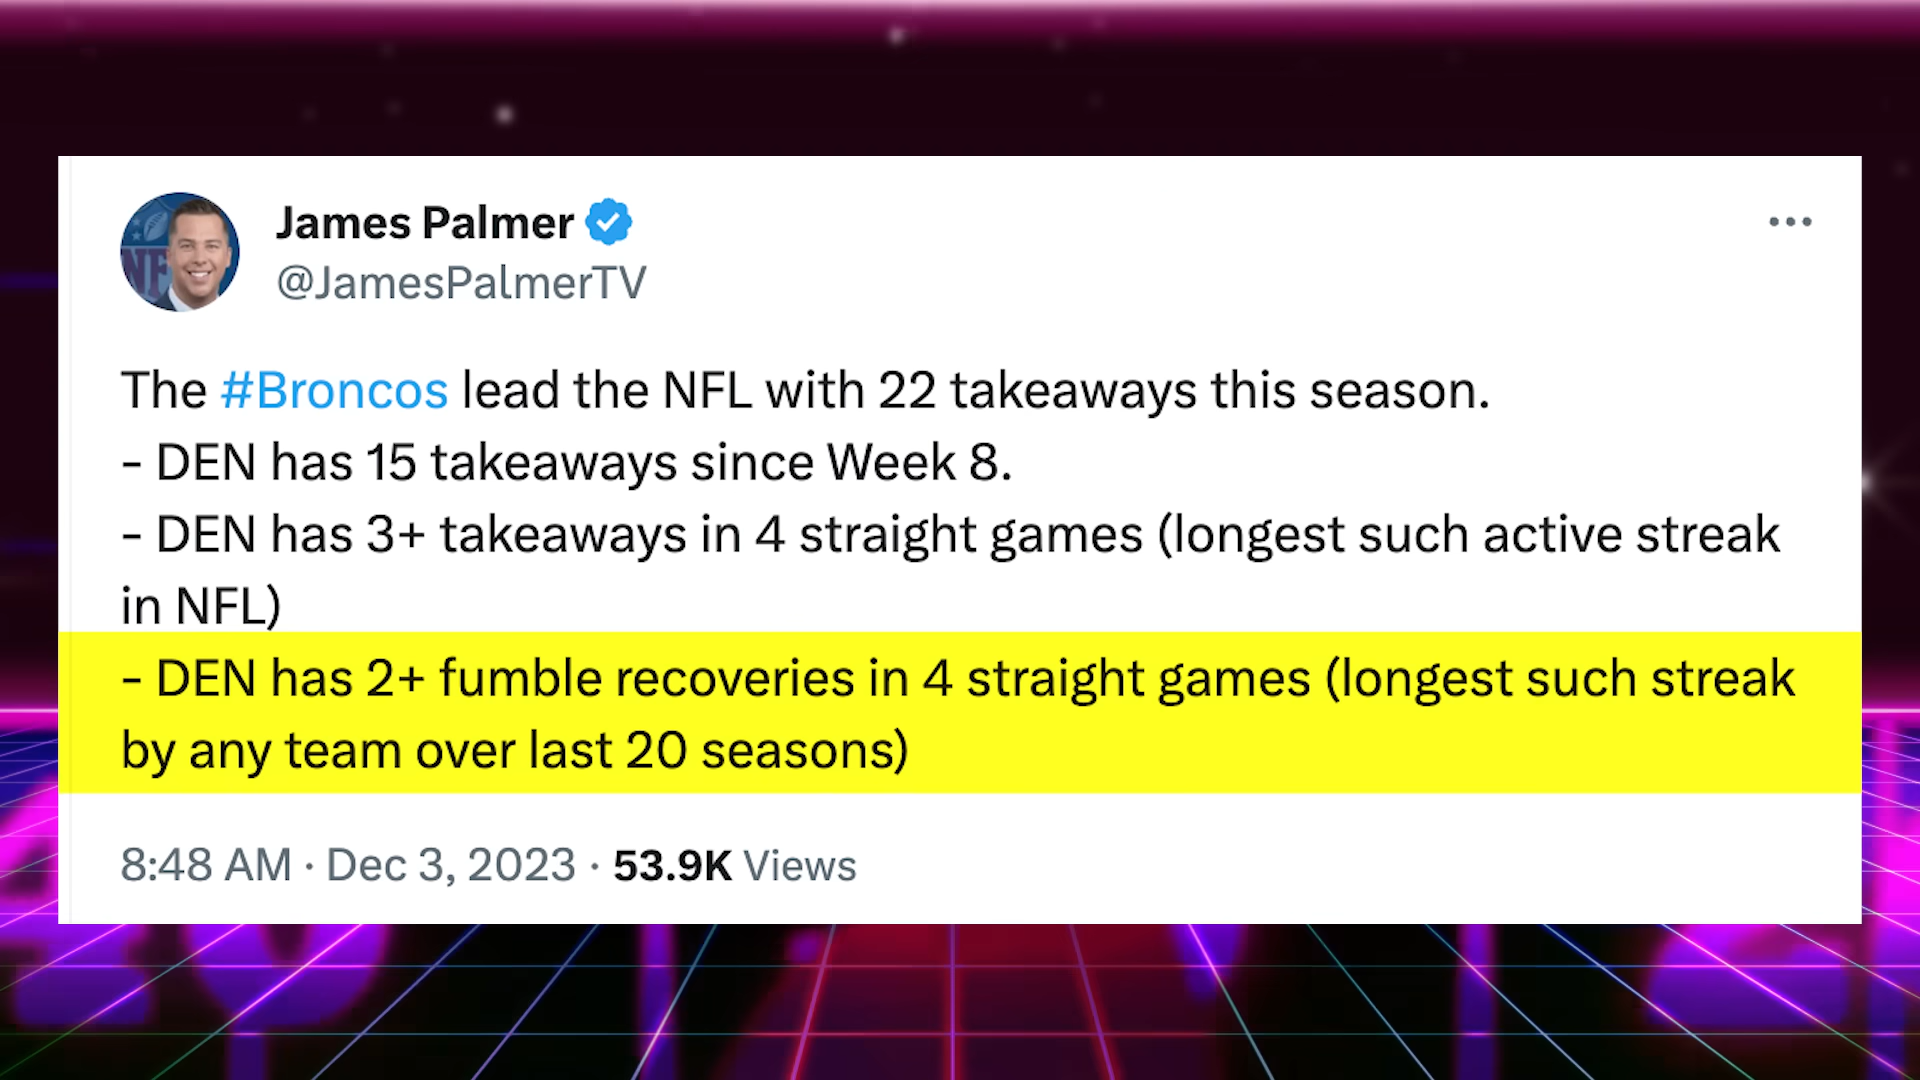 James Palmer
@JamesPalmerTV
The #Broncos lead the NFL with 22 takeaways this season.
- DEN has 15 takeaways since Week 8.
- DEN has 3+ takeaways in 4 straight games (longest such active streak
in NFL)
- DEN has 2+ fumble recoveries in 4 straight games (longest such streak
by any team over last 20 seasons)
8:48 AM · Dec 3, 2023 · 53.9K Views